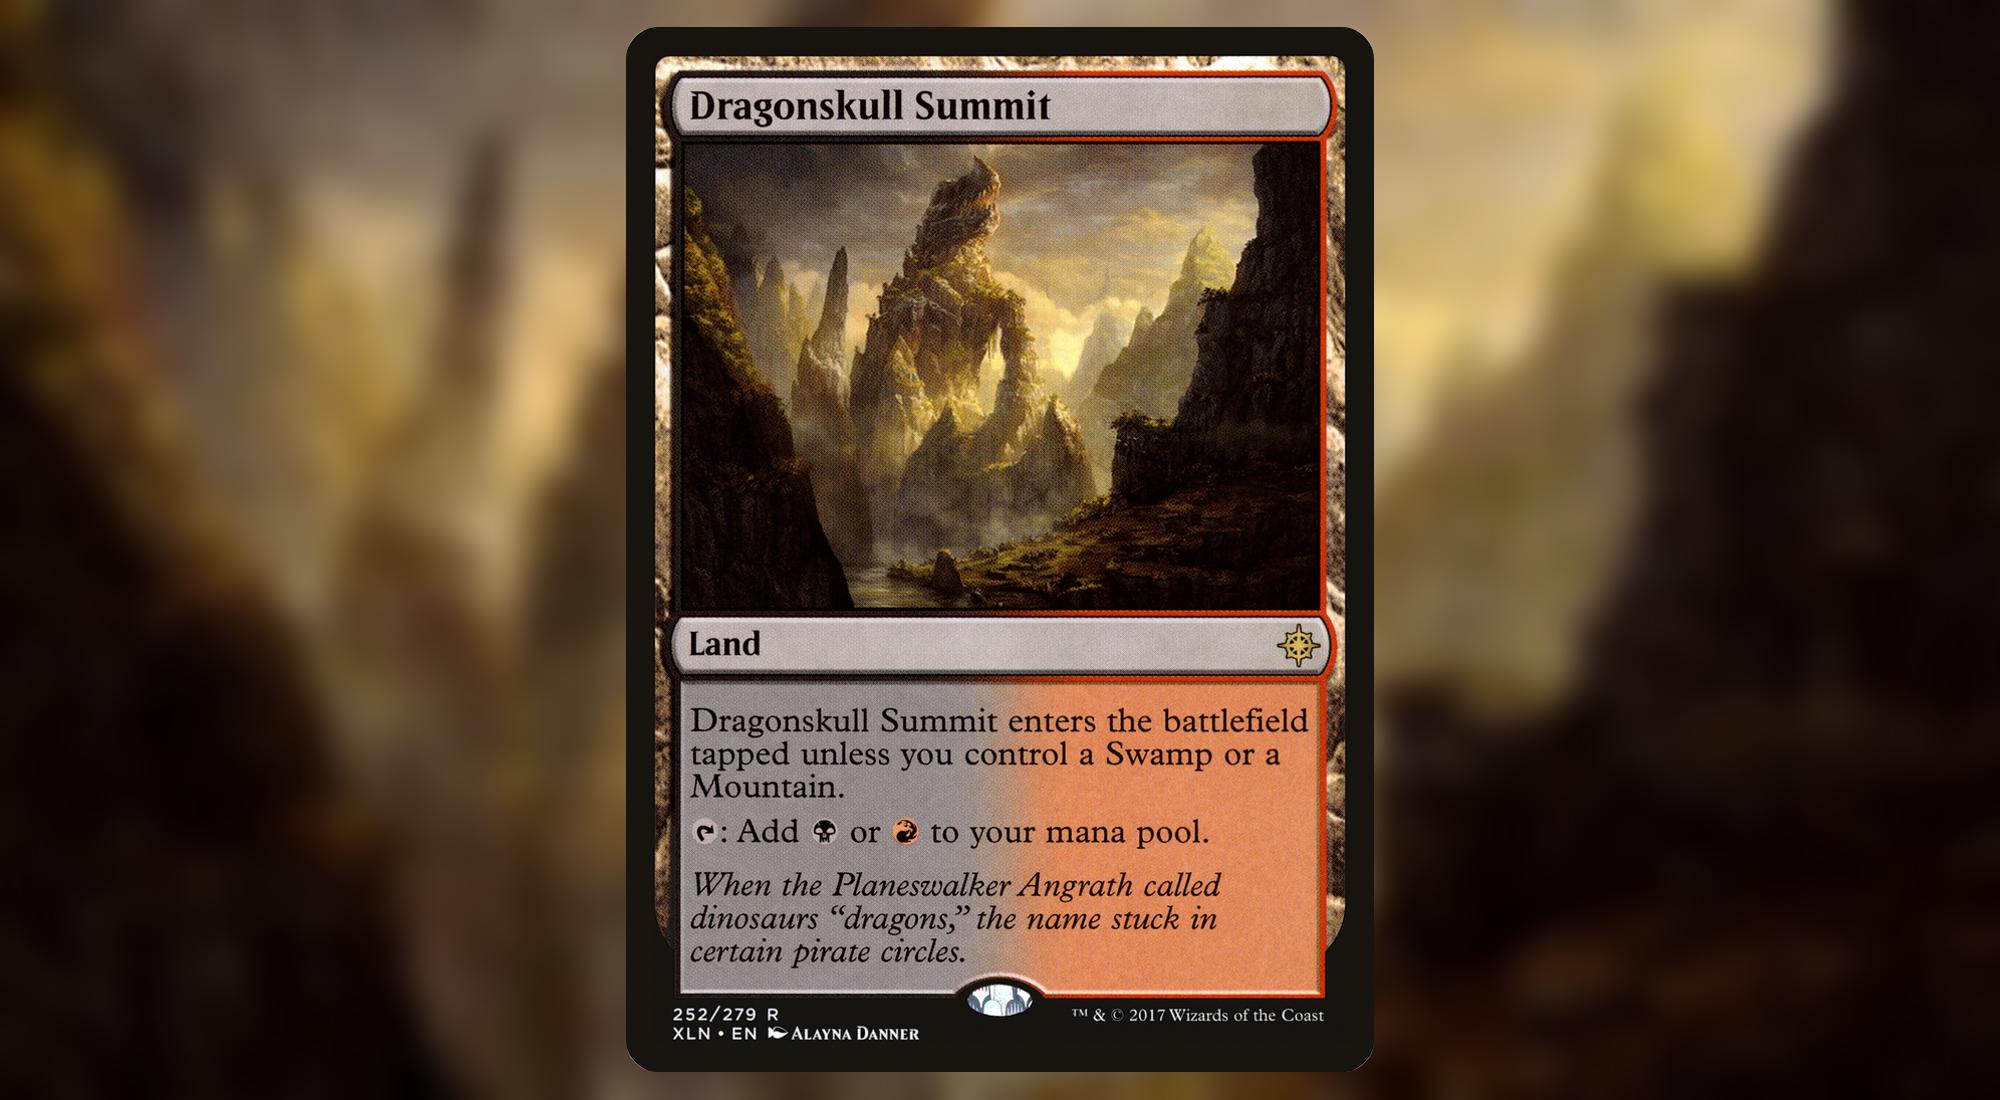 Dragonskull Summit
Land
Dragonskull Summit enters the battlefield
tapped unless you control a Swamp or a
Mountain.
: Add or to your mana pool.
When the Planeswalker Angrath called
dinosaurs “dragons,” the name stuck in
certain pirate circles.
252/279 R
XLN • EN Alayna Danner
™ & © 2017 Wizards of the Coast